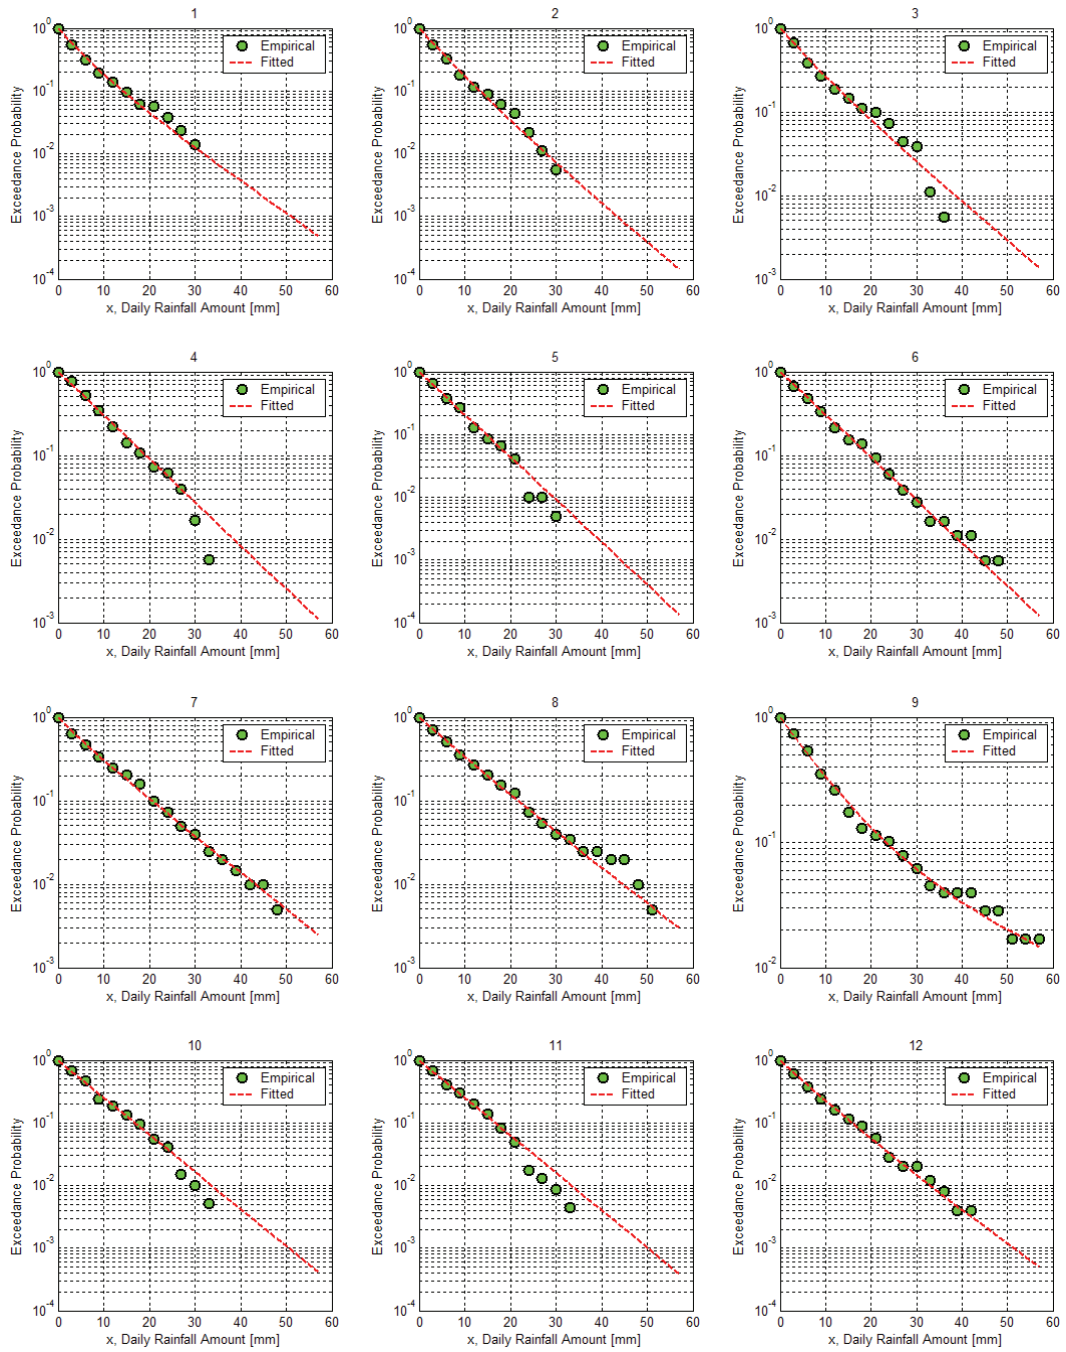 1
10^0
10^-1
10^-2
10^-3
10^-4
Exceedance Probability
Empirical
Fitted
0 10 20 30 40 50 60
x, Daily Rainfall Amount [mm]
2
10^0
10^-1
10^-2
10^-3
10^-4
Exceedance Probability
Empirical
Fitted
0 10 20 30 40 50 60
x, Daily Rainfall Amount [mm]
3
10^0
10^-1
10^-2
10^-3
Exceedance Probability
Empirical
Fitted
0 10 20 30 40 50 60
x, Daily Rainfall Amount [mm]
4
10^0
10^-1
10^-2
10^-3
Exceedance Probability
Empirical
Fitted
0 10 20 30 40 50 60
x, Daily Rainfall Amount [mm]
5
10^0
10^-1
10^-2
10^-3
10^-4
Exceedance Probability
Empirical
Fitted
0 10 20 30 40 50 60
x, Daily Rainfall Amount [mm]
6
10^0
10^-1
10^-2
10^-3
Exceedance Probability
Empirical
Fitted
0 10 20 30 40 50 60
x, Daily Rainfall Amount [mm]
7
10^0
10^-1
10^-2
10^-3
Exceedance Probability
Empirical
Fitted
0 10 20 30 40 50 60
x, Daily Rainfall Amount [mm]
8
10^0
10^-1
10^-2
10^-3
Exceedance Probability
Empirical
Fitted
0 10 20 30 40 50 60
x, Daily Rainfall Amount [mm]
9
10^0
10^-1
10^-2
Exceedance Probability
Empirical
Fitted
0 10 20 30 40 50 60
x, Daily Rainfall Amount [mm]
10
10^0
10^-1
10^-2
10^-3
10^-4
Exceedance Probability
Empirical
Fitted
0 10 20 30 40 50 60
x, Daily Rainfall Amount [mm]
11
10^0
10^-1
10^-2
10^-3
10^-4
Exceedance Probability
Empirical
Fitted
0 10 20 30 40 50 60
x, Daily Rainfall Amount [mm]
12
10^0
10^-1
10^-2
10^-3
10^-4
Exceedance Probability
Empirical
Fitted
0 10 20 30 40 50 60
x, Daily Rainfall Amount [mm]